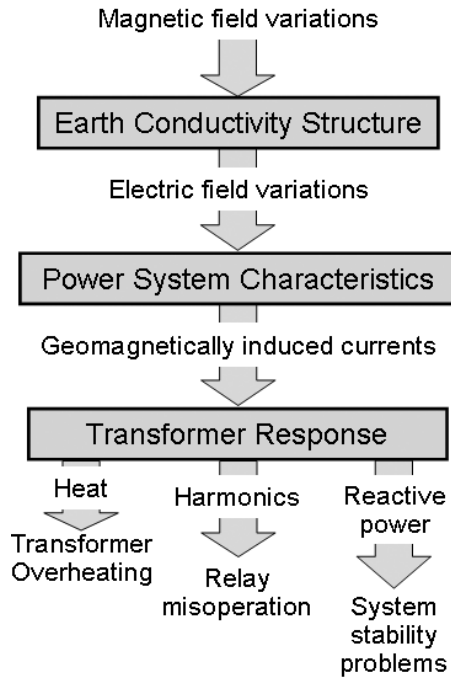 Magnetic field variations
Earth Conductivity Structure
Electric field variations
Power System Characteristics
Geomagnetically induced currents
Transformer Response
Heat
Transformer
Overheating
Harmonics
Relay
misoperation
Reactive
power
System
stability
problems